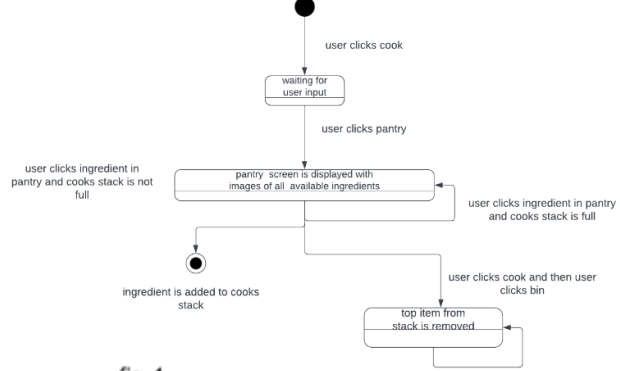 user clicks cook
waiting for
user input
user clicks pantry
user clicks ingredient in
pantry and cooks stack is not
full
pantry screen is displayed with
images of all available ingredients
user clicks ingredient in pantry
and cooks stack is full
ingredient is added to cooks
stack
user clicks cook and then user
clicks bin
top item from
stack is removed